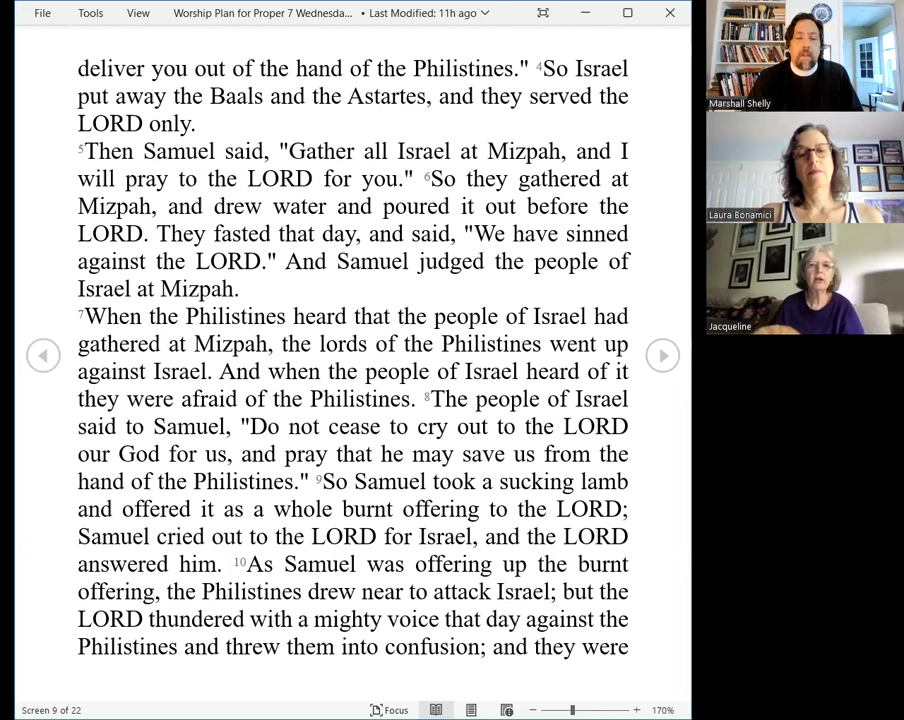 File Tools View Worship Plan for Proper 7 Wednesda... • Last Modified: 11h ago
deliver you out of the hand of the Philistines." 4So Israel
put away the Baals and the Astartes, and they served the
LORD only.
5Then Samuel said, "Gather all Israel at Mizpah, and I
will pray to the LORD for you." 6So they gathered at
Mizpah, and drew water and poured it out before the
LORD. They fasted that day, and said, "We have sinned
against the LORD." And Samuel judged the people of
Israel at Mizpah.
7When the Philistines heard that the people of Israel had
gathered at Mizpah, the lords of the Philistines went up
against Israel. And when the people of Israel heard of it
they were afraid of the Philistines. 8The people of Israel
said to Samuel, "Do not cease to cry out to the LORD
our God for us, and pray that he may save us from the
hand of the Philistines." 9So Samuel took a sucking lamb
and offered it as a whole burnt offering to the LORD;
Samuel cried out to the LORD for Israel, and the LORD
answered him. 10As Samuel was offering up the burnt
offering, the Philistines drew near to attack Israel; but the
LORD thundered with a mighty voice that day against the
Philistines and threw them into confusion; and they were
Screen 9 of 22 Focus 170%
Marshall Shelly
Laura Bonamici
Jacqueline